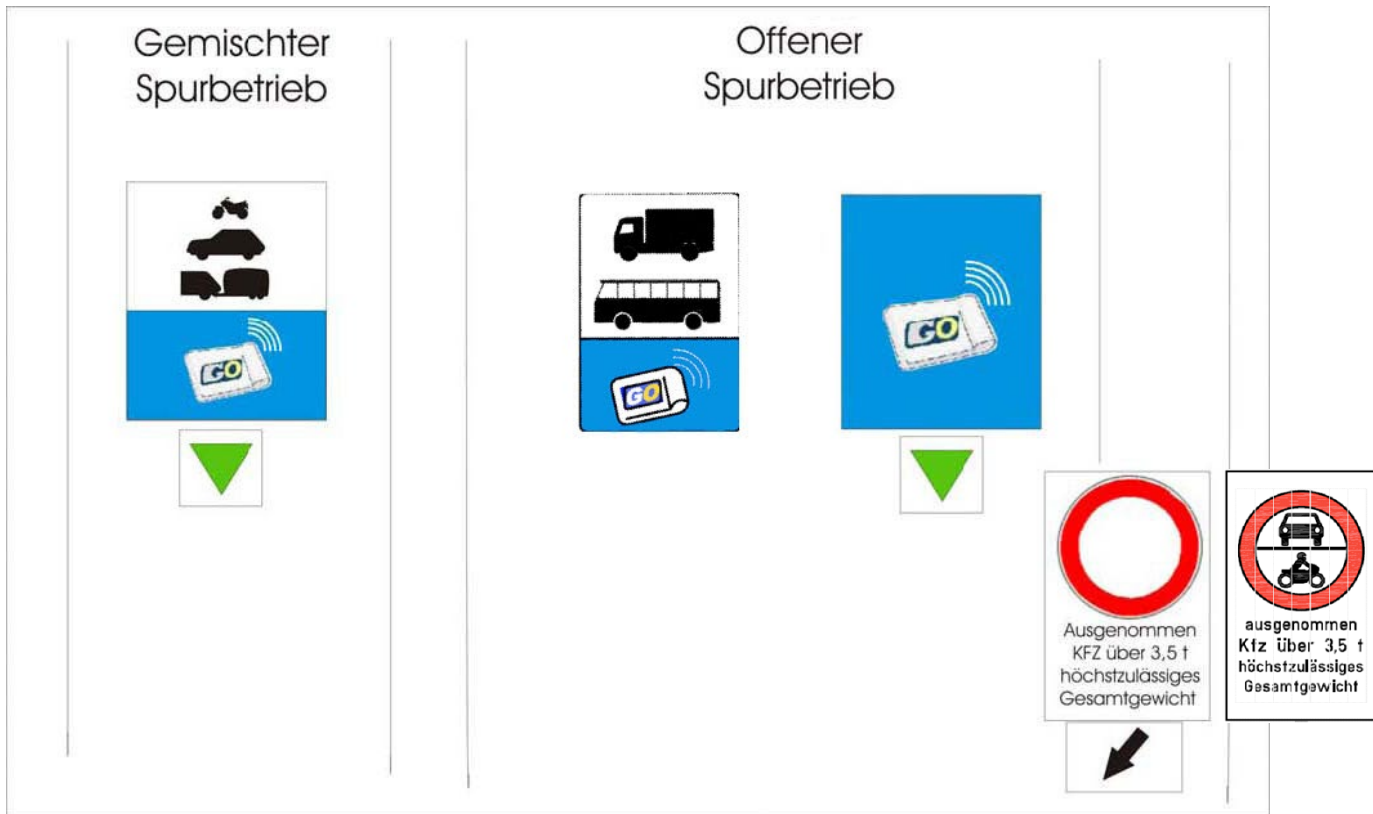 Gemischter
Spurbetrieb
Offener
Spurbetrieb
GO
GO
GO
Ausgenommen
KFZ über 3,5 t
höchstzulässiges
Gesamtgewicht
ausgenommen
Kfz über 3,5 t
höchstzulässiges
Gesamtgewicht